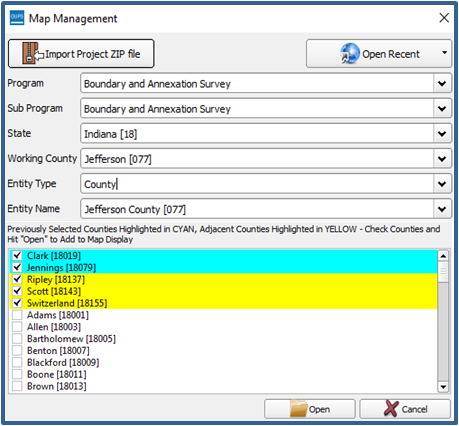 GUPS Map Management
Import Project ZIP file Open Recent
Program Boundary and Annexation Survey
Sub Program Boundary and Annexation Survey
State Indiana [18]
Working County Jefferson [077]
Entity Type County
Entity Name Jefferson County [077]
Previously Selected Counties Highlighted in CYAN, Adjacent Counties Highlighted in YELLOW - Check Counties and
Hit "Open" to Add to Map Display
Clark [18019]
Jennings [18079]
Ripley [18137]
Scott [18143]
Switzerland [18155]
Adams [18001]
Allen [18003]
Bartholomew [18005]
Benton [18007]
Blackford [18009]
Boone [18011]
Brown [18013]
Open Cancel